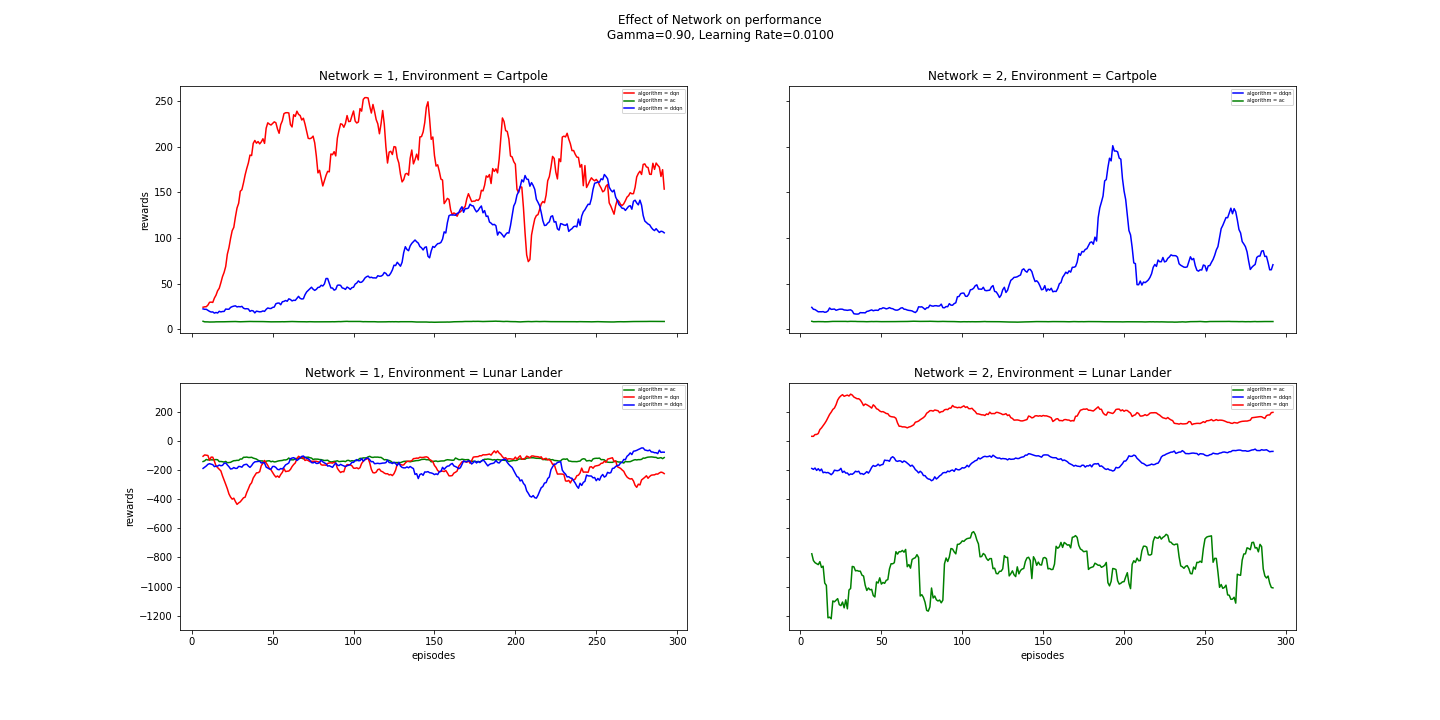 Effect of Network on performance
Gamma=0.90, Learning Rate=0.0100
Network = 1, Environment = Cartpole
algorithm = dqn
algorithm = ac
algorithm = ddqn
250
200
150
100
50
0
rewards
Network = 2, Environment = Cartpole
algorithm = ddqn
algorithm = ac
Network = 1, Environment = Lunar Lander
algorithm = ac
algorithm = dqn
algorithm = ddqn
200
0
−200
−400
−600
−800
−1000
−1200
rewards
0 50 100 150 200 250 300
episodes
Network = 2, Environment = Lunar Lander
algorithm = ac
algorithm = ddqn
algorithm = dqn
0 50 100 150 200 250 300
episodes